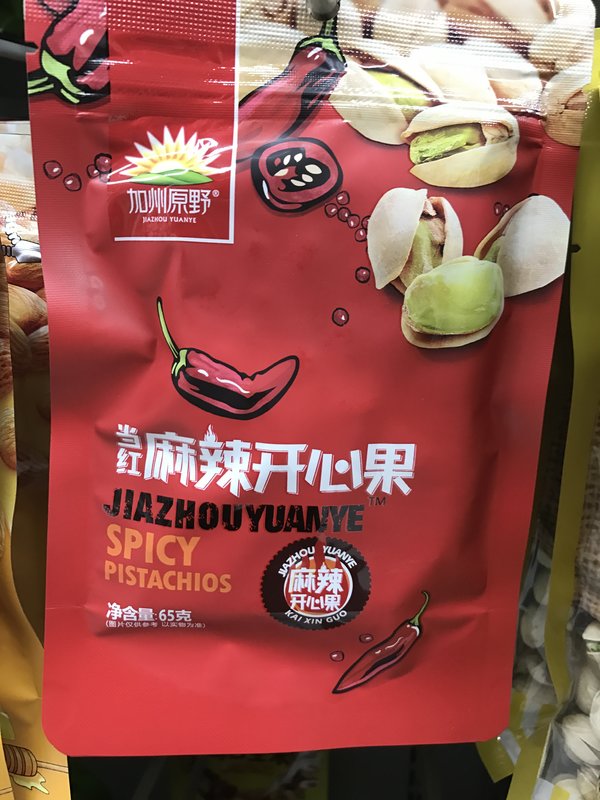 加州原野®
JIAZHOU YUANYE
当红麻辣开心果
JIAZHOUYUANYE™
SPICY
PISTACHIOS
JIAZHOU YUANYE
麻辣
开心果
KAI XIN GUO
净含量:65克
(图片仅供参考 以实物为准)